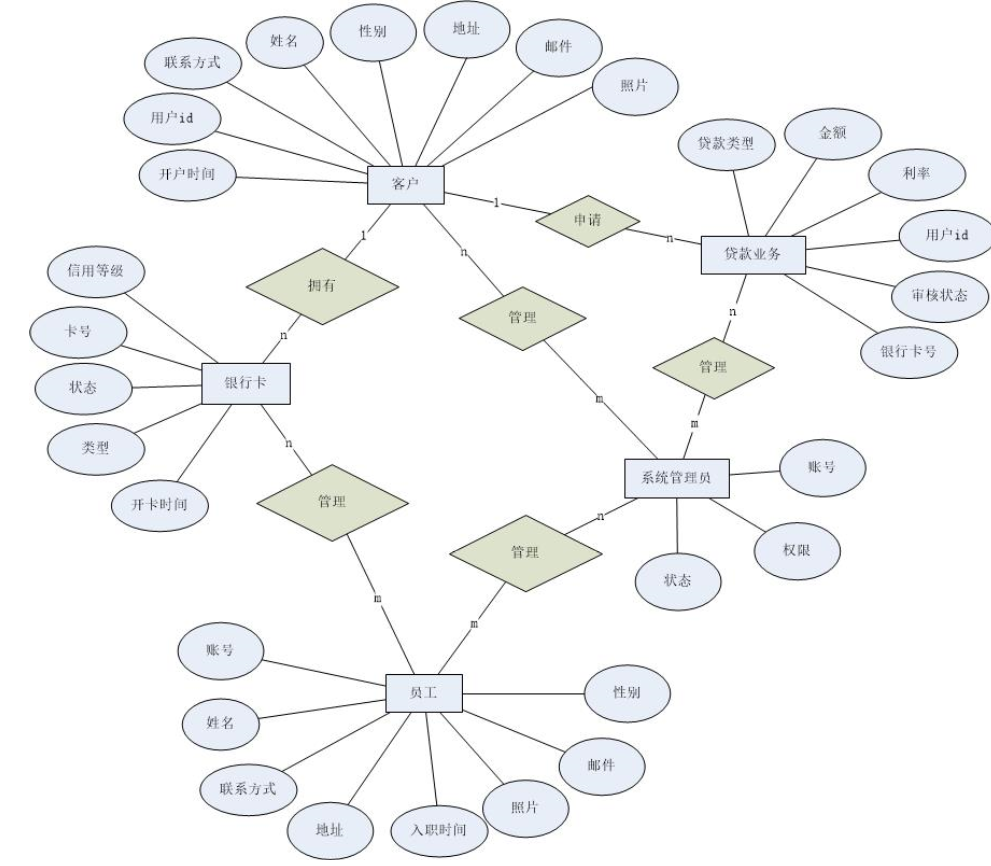 地址
性别
姓名
邮件
联系方式
照片
用户id
金额
贷款类型
开户时间
客户
利率
1
申请
n
用户id
1
n
贷款业务
信用等级
拥有
审核状态
n
管理
卡号
n
银行卡号
管理
银行卡
状态
m
m
n
类型
账号
系统管理员
开卡时间
管理
n
管理
权限
状态
m
m
账号
员工
性别
姓名
邮件
联系方式
照片
地址
入职时间